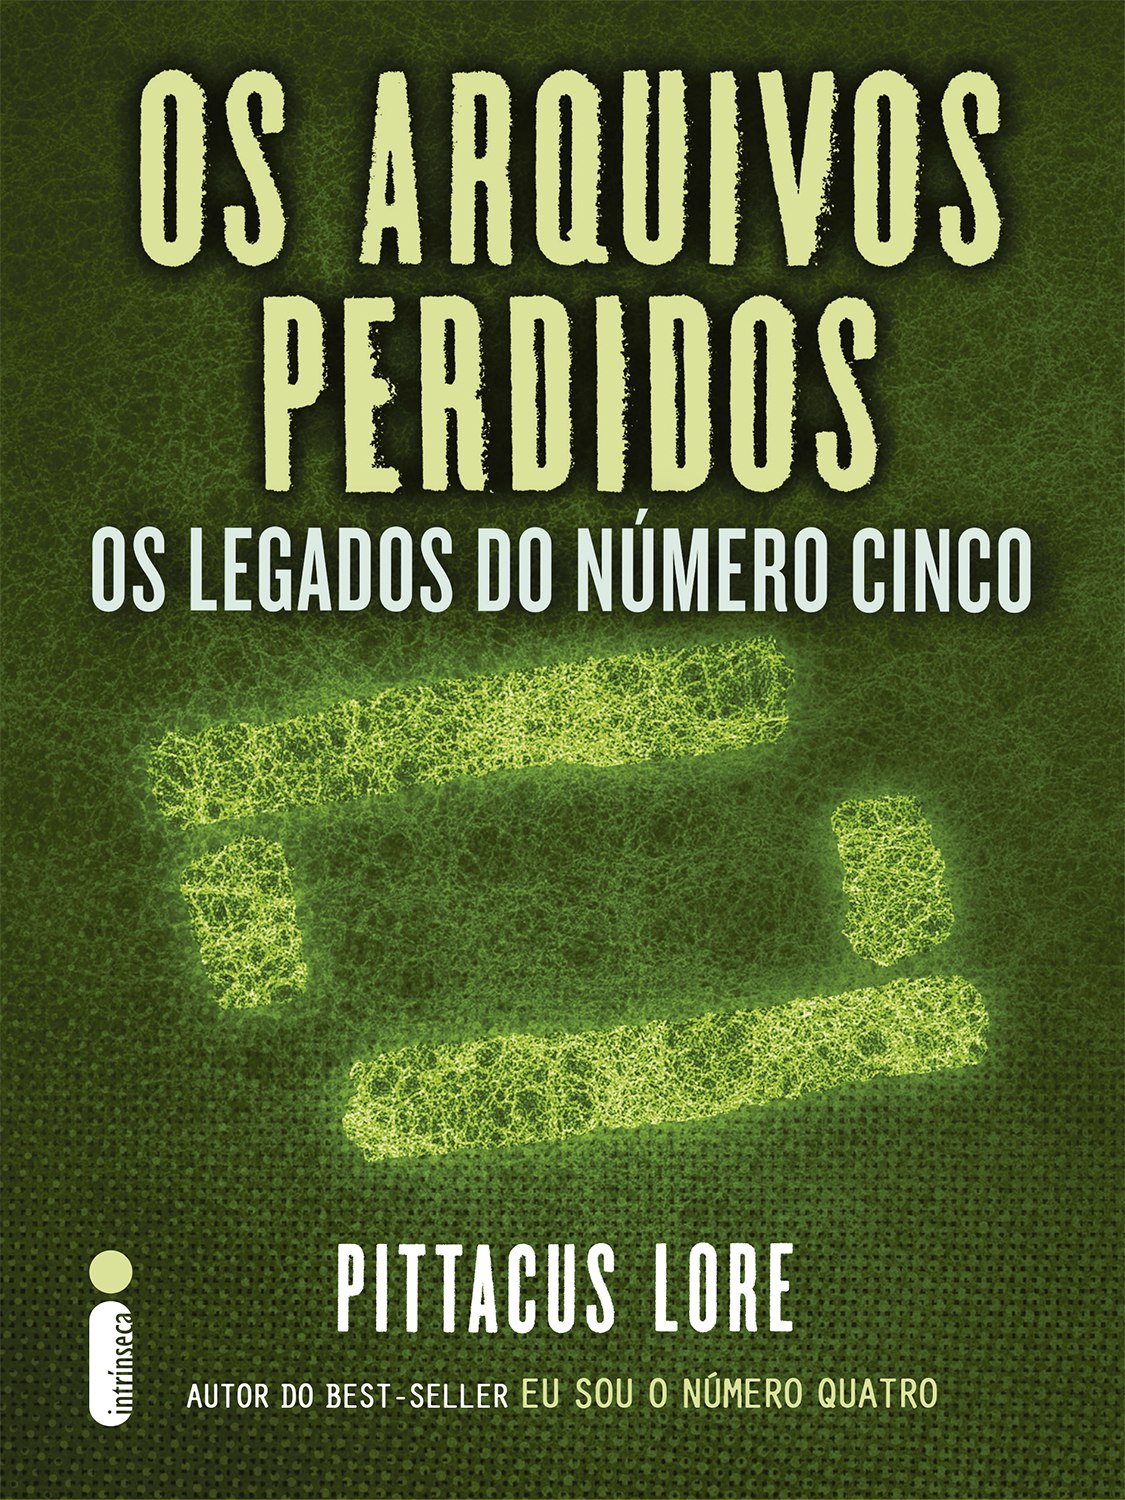 OS ARQUIVOS
PERDIDOS
OS LEGADOS DO NÚMERO CINCO
PITTACUS LORE
intrínseca
AUTOR DO BEST-SELLER EU SOU O NÚMERO QUATRO